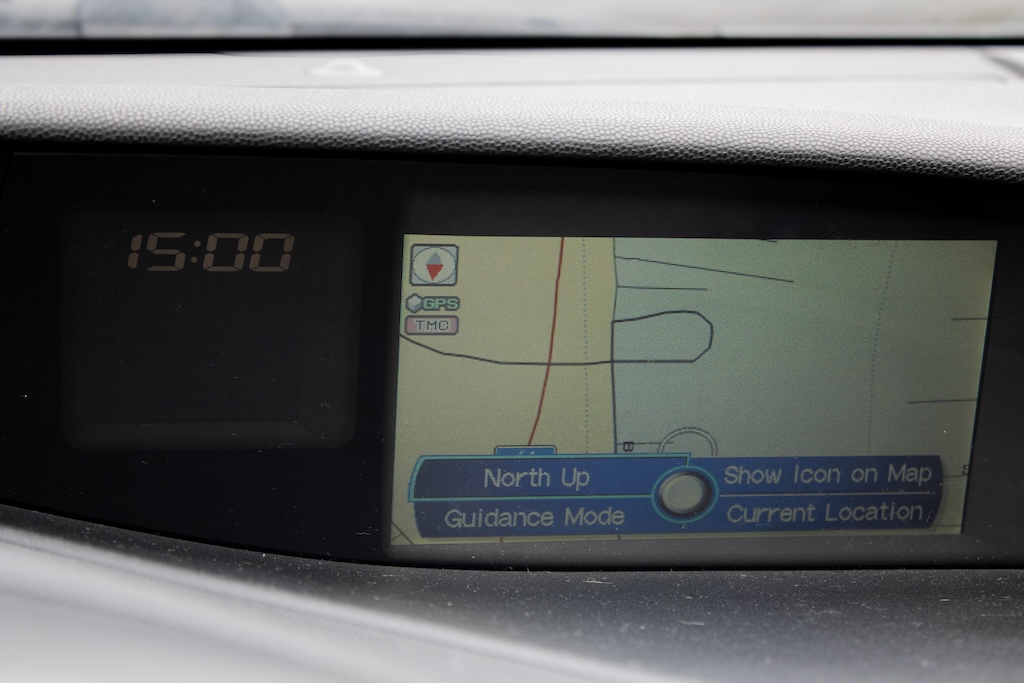 15:00
GPS
TMC
B
North Up
Show Icon on Map
Guidance Mode
Current Location